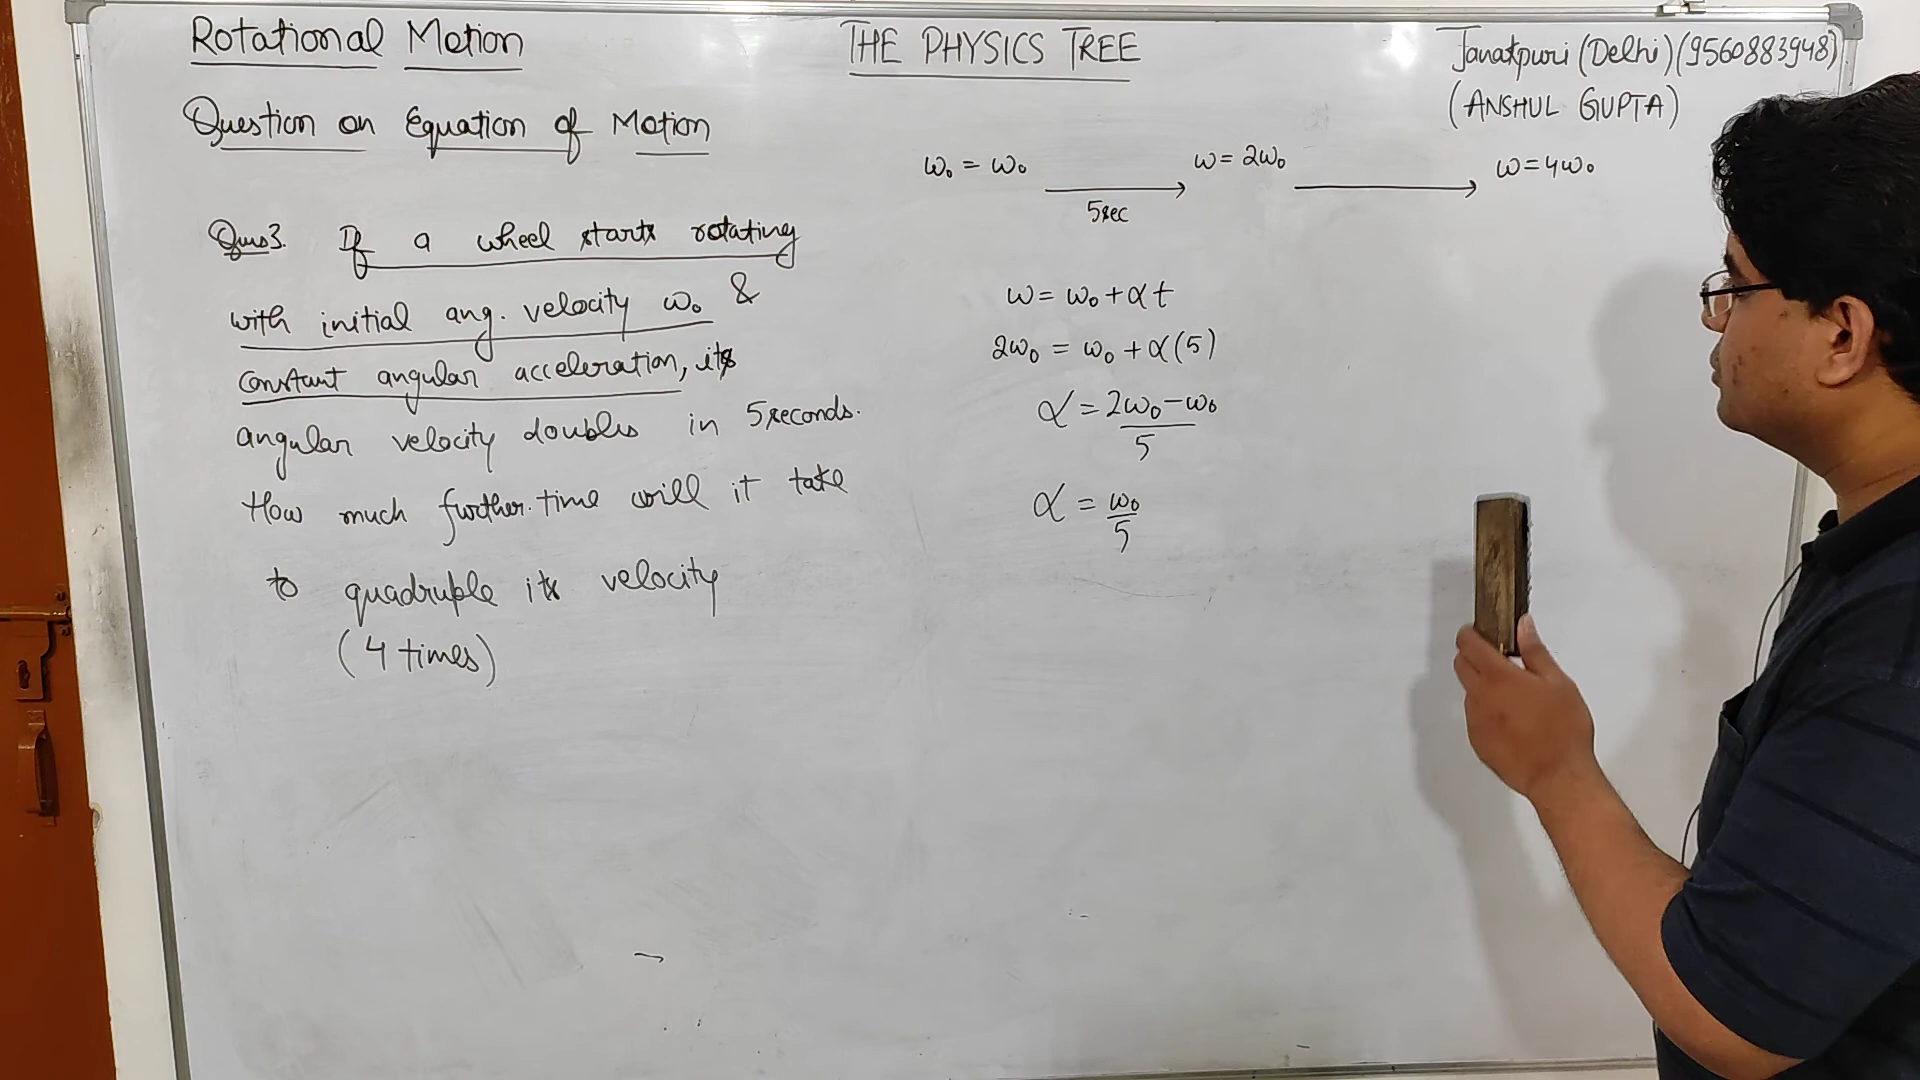 Rotational Motion
THE PHYSICS TREE
Janakpuri (Delhi) (9560883948)
(ANSHUL GUPTA)
Question on Equation of Motion
Ques3. If a wheel starts rotating
with initial ang. velocity ω₀ &
constant angular acceleration, its
angular velocity doubles in 5 seconds.
How much further time will it take
to quadruple its velocity
(4 times)
ω₀ = ω₀
5sec
ω = 2ω₀
ω = 4ω₀
ω = ω₀ + αt
2ω₀ = ω₀ + α(5)
α = 2ω₀ - ω₀
5
α = ω₀
5